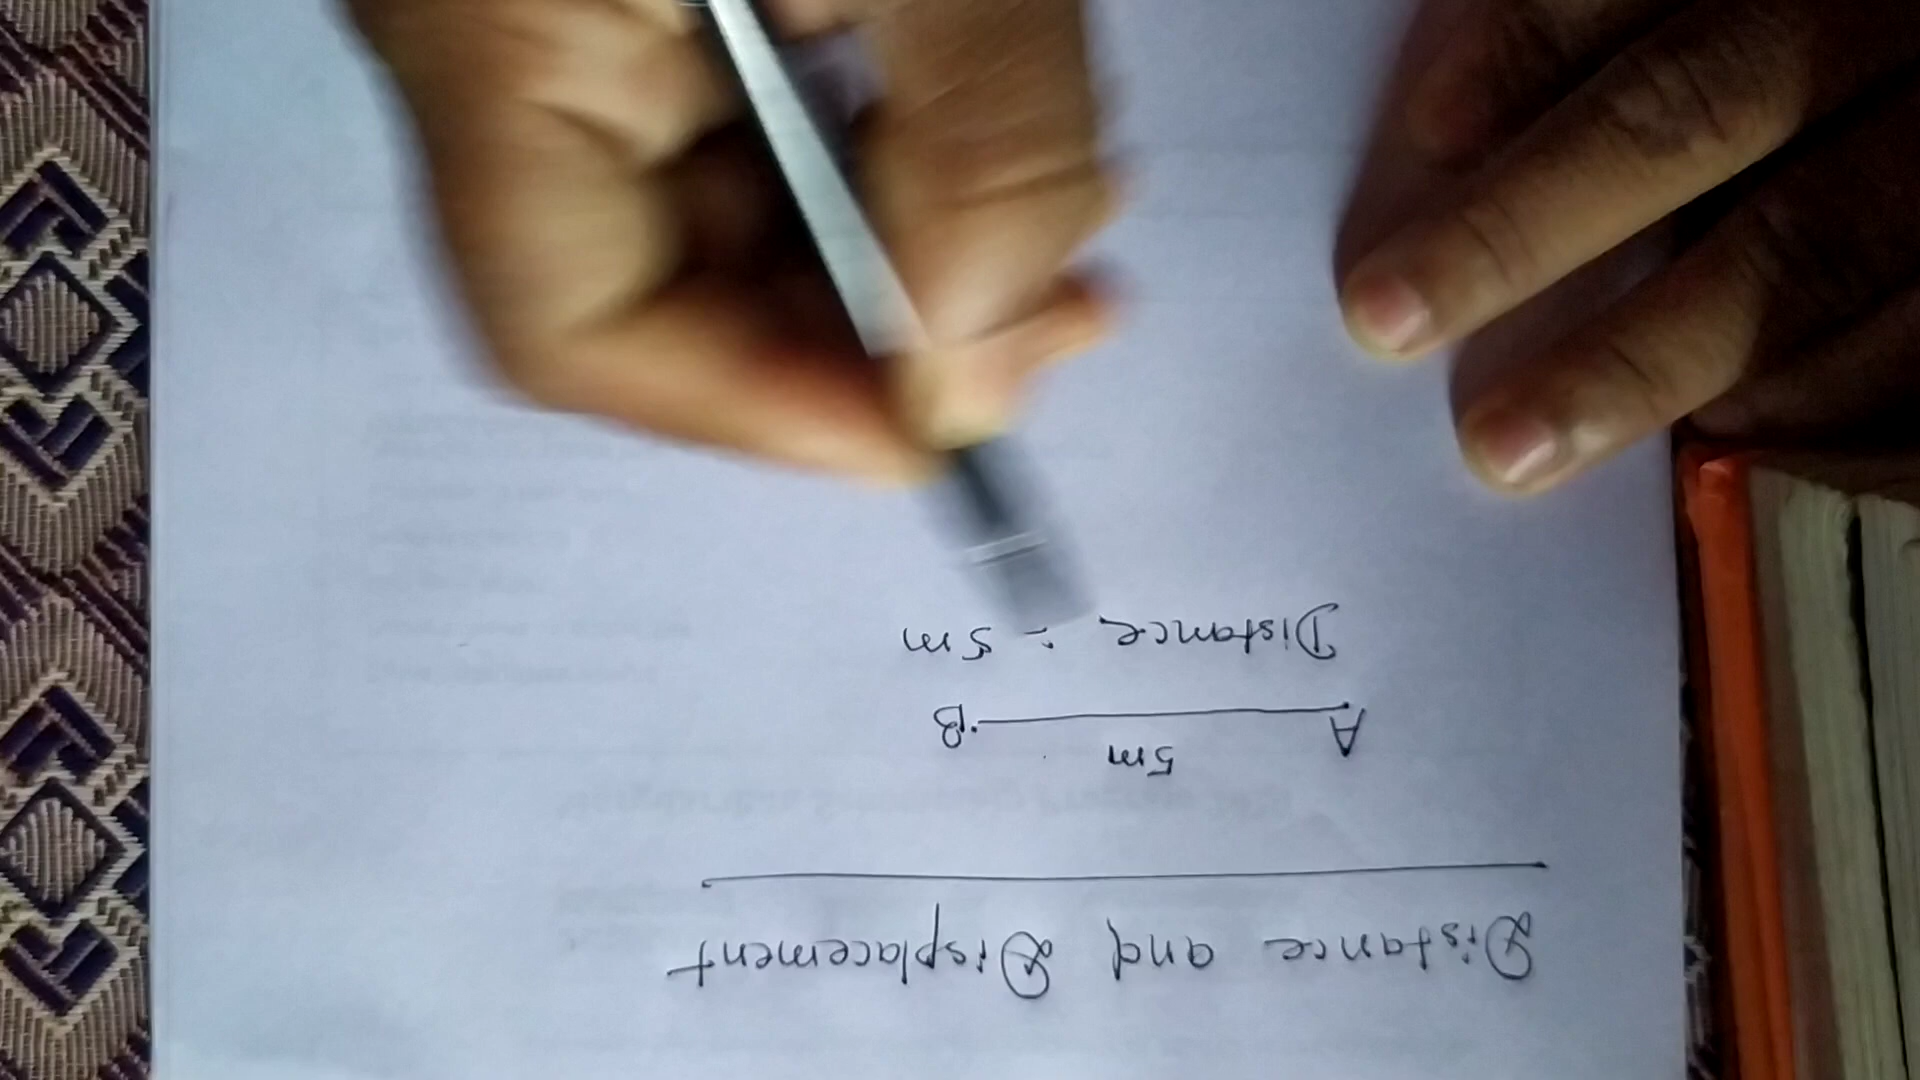 Distance and Displacement
5m
A B
Distance = 5m